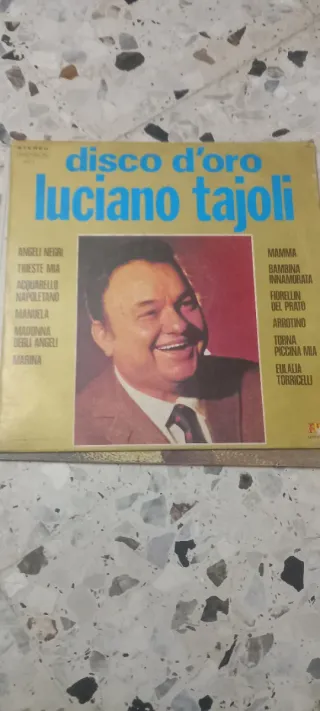 STEREO
disco d'oro
luciano tajoli
ANGELI NEGRI
TRIESTE MIA
ACQUARELLO
NAPOLETANO
MANUELA
MADONNA
DEGLI ANGELI
MARINA
MAMMA
BAMBINA
INNAMORATA
FIORELLIN
DEL PRATO
ARROTINO
TORNA
PICCINA MIA
EULALIA
TORRICELLI